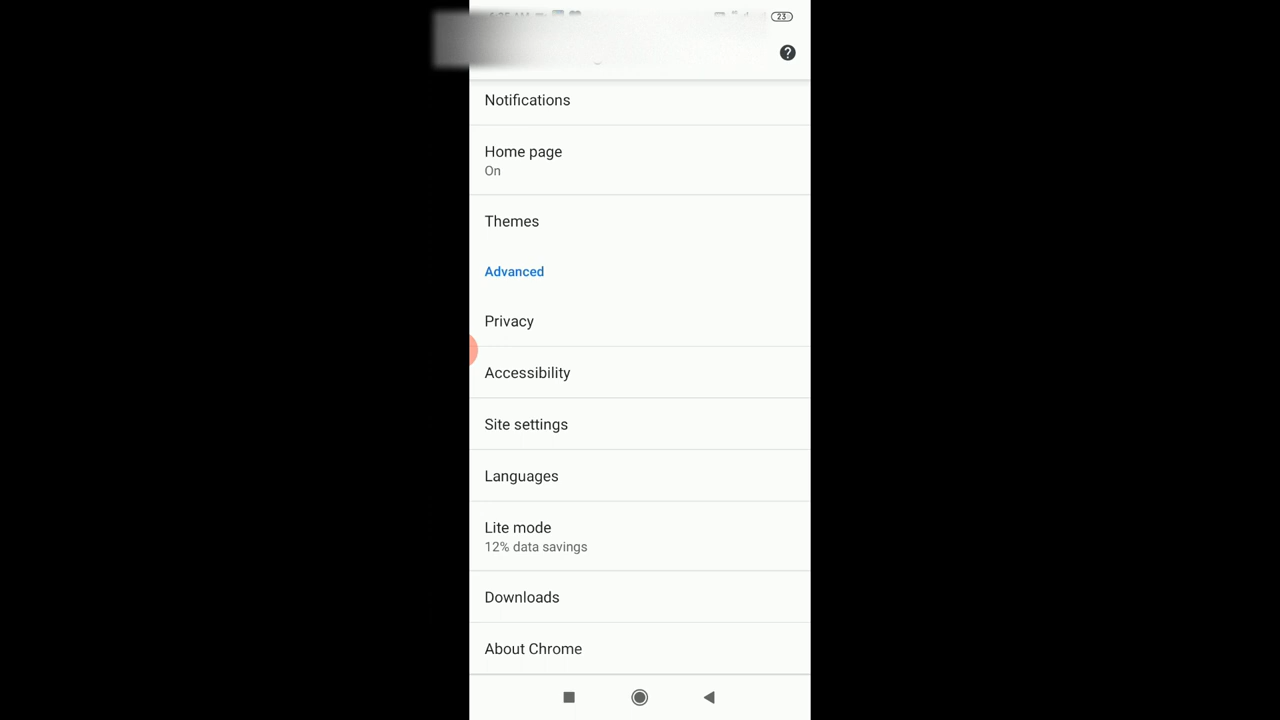 23
Notifications
Home page
On
Themes
Advanced
Privacy
Accessibility
Site settings
Languages
Lite mode
12% data savings
Downloads
About Chrome